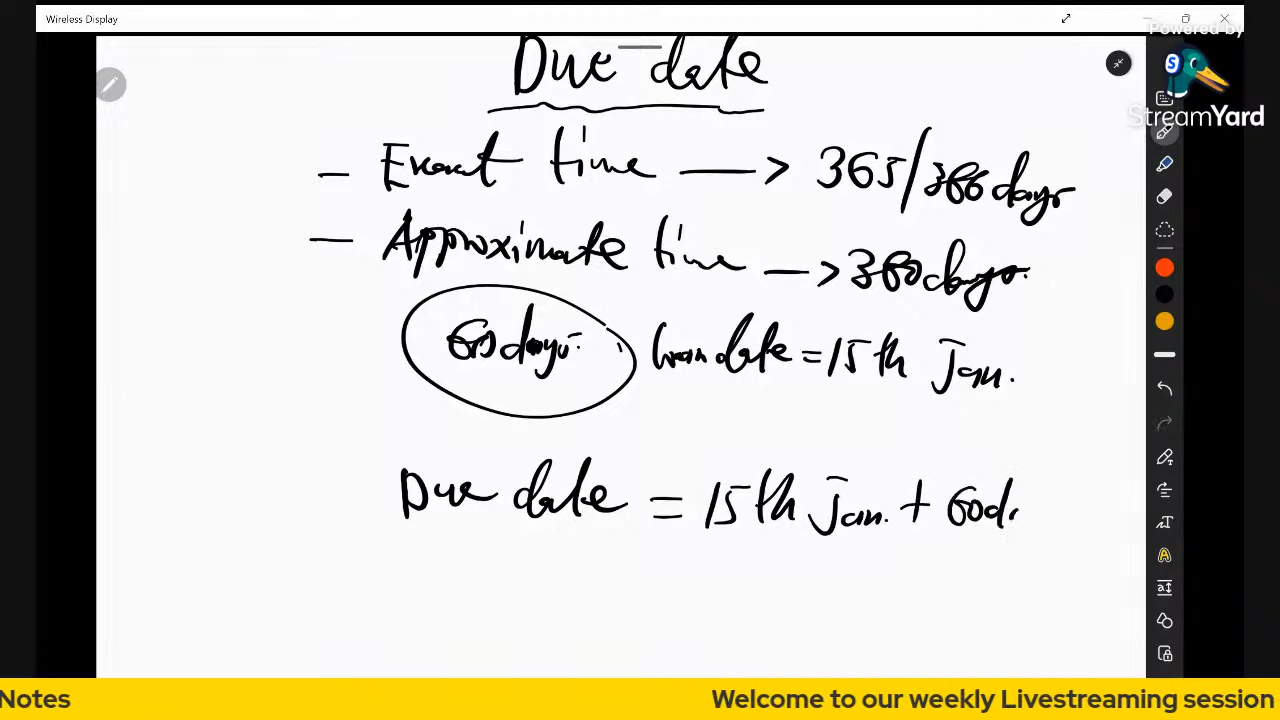 Wireless Display
Powered by
StreamYard
Due date
- Exact time —> 365/366 days
- Approximate time —> 360 days.
60 days. loan date = 15th Jan.
Due date = 15th Jan. + 60d
Notes Welcome to our weekly Livestreaming session